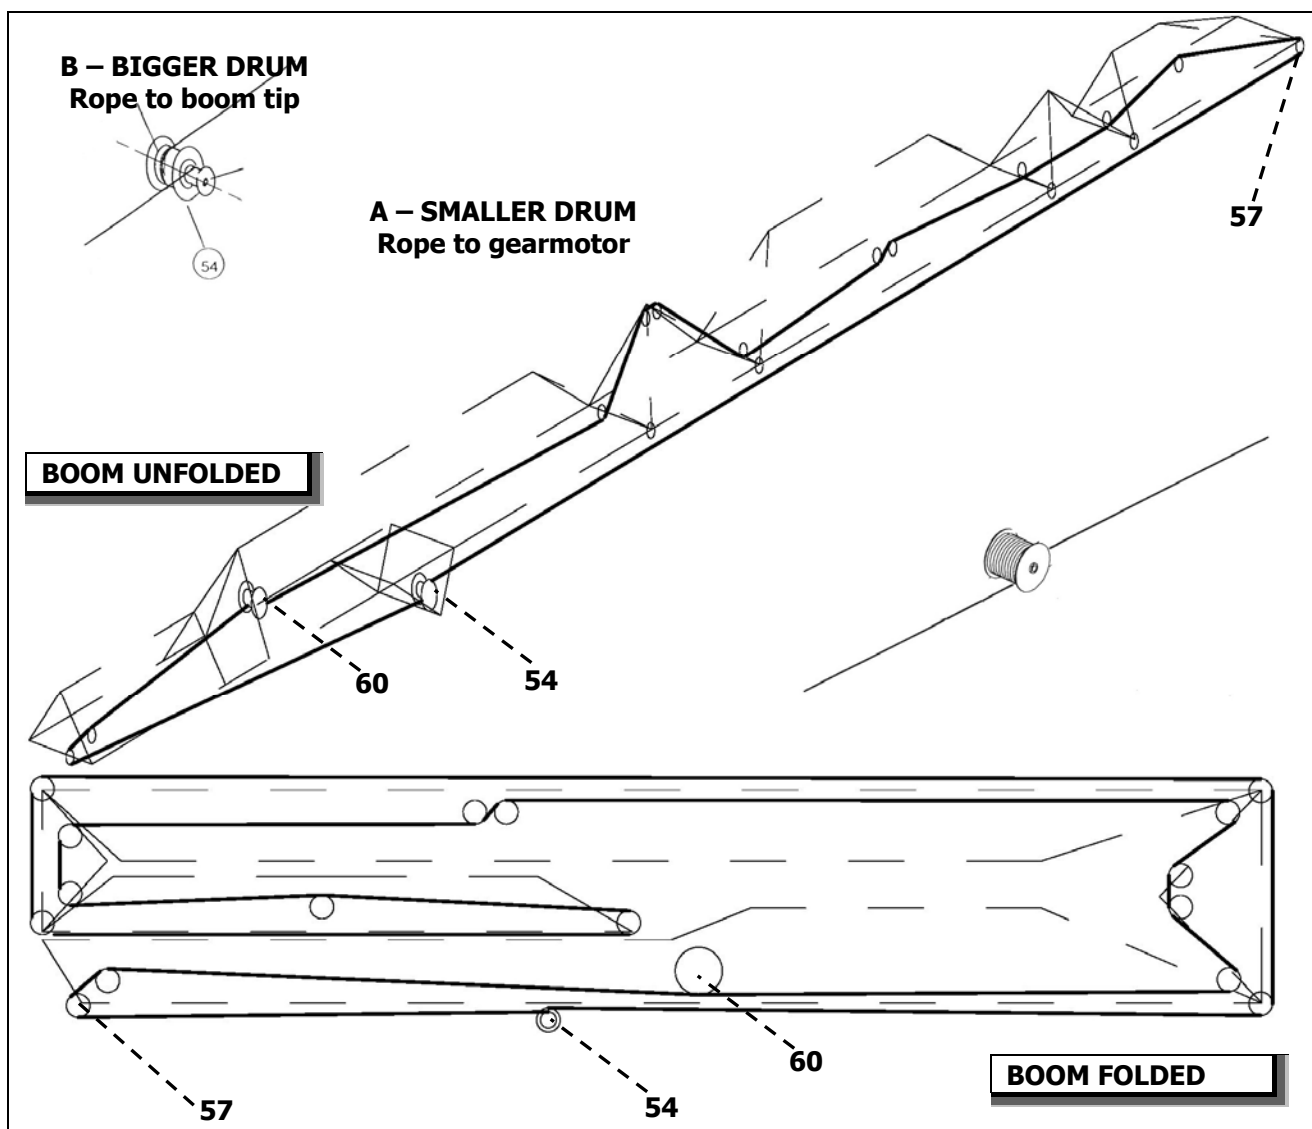 B – BIGGER DRUM
Rope to boom tip
54
A – SMALLER DRUM
Rope to gearmotor
57
BOOM UNFOLDED
60
54
60
57
54
BOOM FOLDED